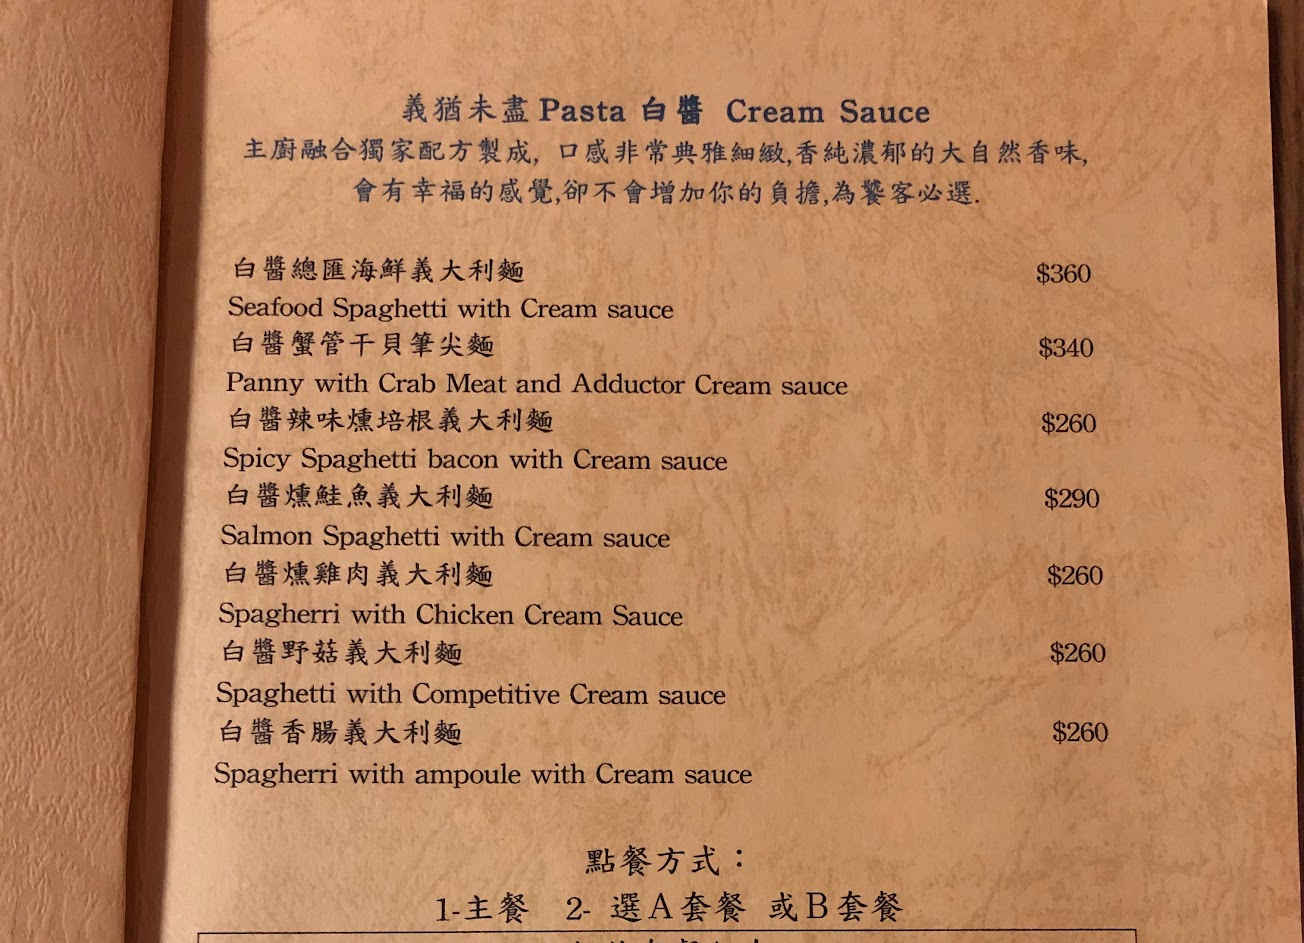 義猶未盡Pasta 白醬 Cream Sauce
主廚融合獨家配方製成, 口感非常典雅細緻,香純濃郁的大自然香味,
會有幸福的感覺,卻不會增加你的負擔,為饕客必選.
白醬總匯海鮮義大利麵 $360
Seafood Spaghetti with Cream sauce
白醬蟹管干貝筆尖麵 $340
Panny with Crab Meat and Adductor Cream sauce
白醬辣味燻培根義大利麵 $260
Spicy Spaghetti bacon with Cream sauce
白醬燻鮭魚義大利麵 $290
Salmon Spaghetti with Cream sauce
白醬燻雞肉義大利麵 $260
Spagherri with Chicken Cream Sauce
白醬野菇義大利麵 $260
Spaghetti with Competitive Cream sauce
白醬香腸義大利麵 $260
Spagherri with ampoule with Cream sauce
點餐方式：
1-主餐 2- 選A套餐 或B套餐